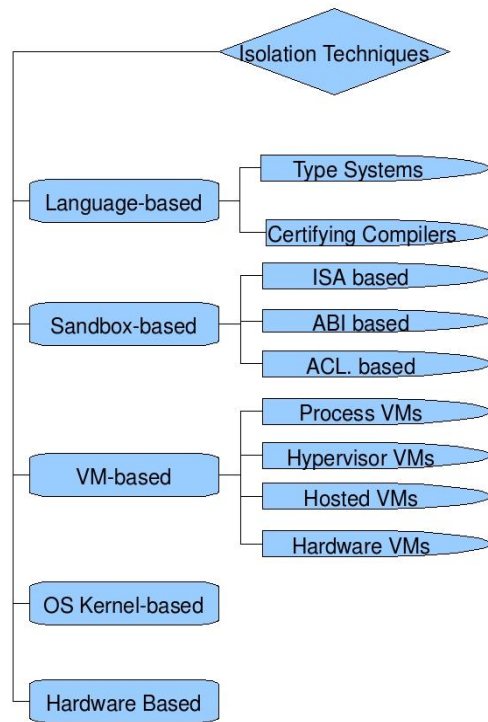 Isolation Techniques
Language-based
Type Systems
Certifying Compilers
Sandbox-based
ISA based
ABI based
ACL. based
VM-based
Process VMs
Hypervisor VMs
Hosted VMs
Hardware VMs
OS Kernel-based
Hardware Based